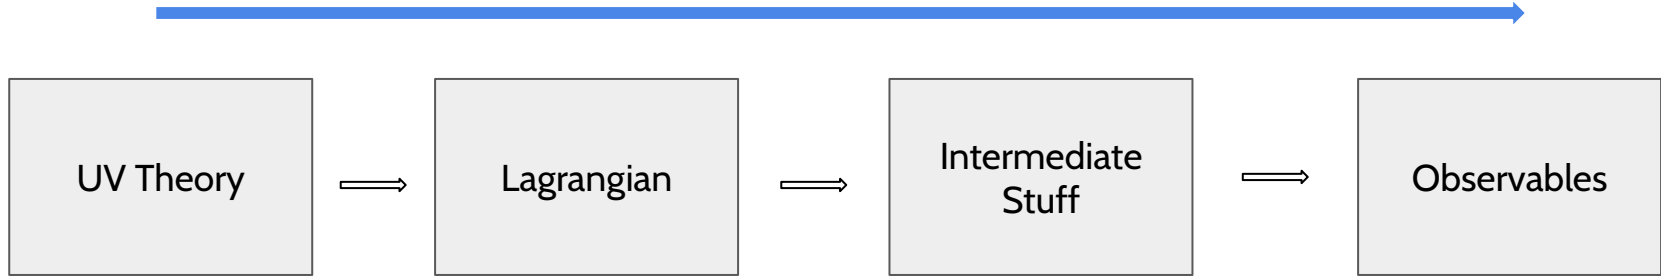 UV Theory
Lagrangian
Intermediate
Stuff
Observables